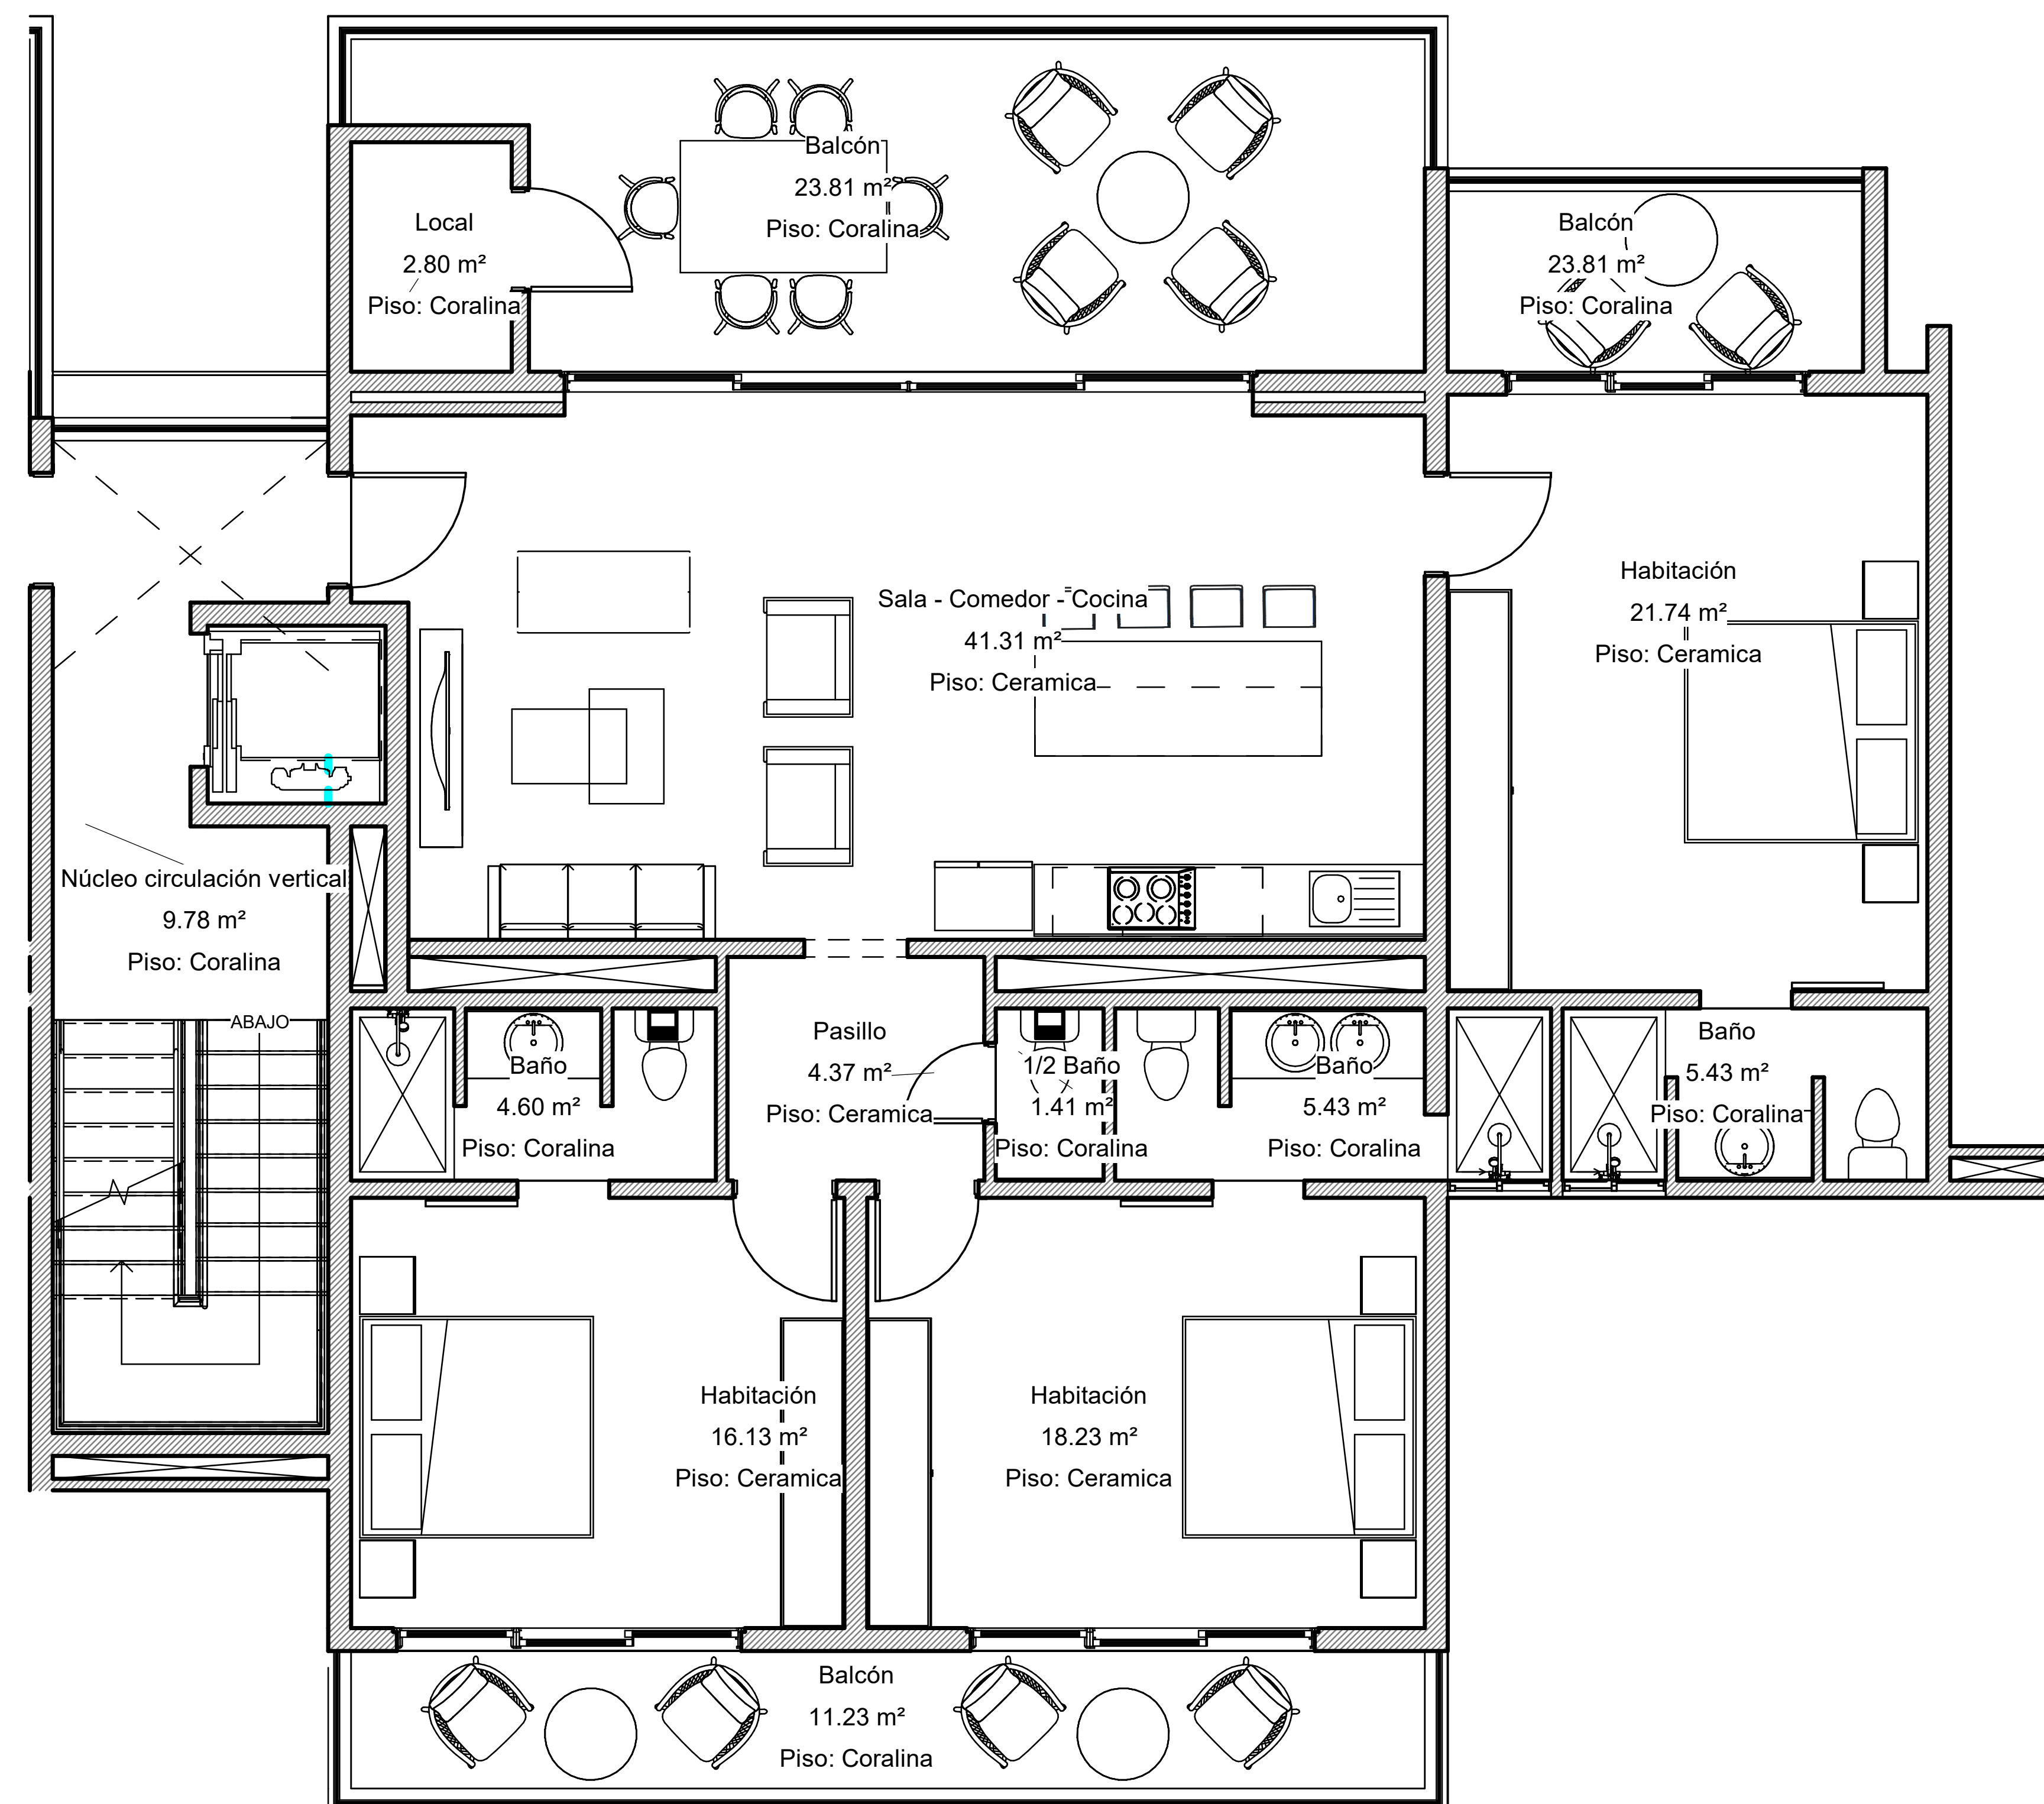 Balcón
23.81 m²
Piso: Coralina
Local
2.80 m²
Piso: Coralina
Balcón
23.81 m²
Piso: Coralina
Sala - Comedor - Cocina
41.31 m²
Piso: Ceramica
Habitación
21.74 m²
Piso: Ceramica
Núcleo circulación vertical
9.78 m²
Piso: Coralina
ABAJO
Baño
4.60 m²
Piso: Coralina
Pasillo
4.37 m²
Piso: Ceramica
1/2 Baño
1.41 m²
Piso: Coralina
Baño
5.43 m²
Piso: Coralina
Baño
5.43 m²
Piso: Coralina
Habitación
16.13 m²
Piso: Ceramica
Habitación
18.23 m²
Piso: Ceramica
Balcón
11.23 m²
Piso: Coralina